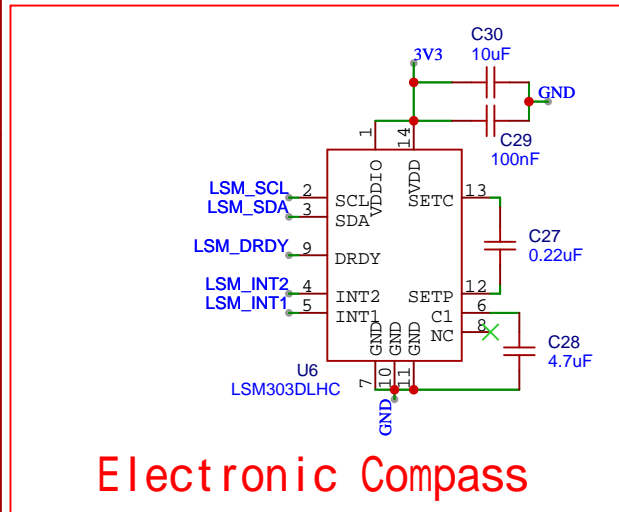 C30
10uF
3V3
GND
C29
100nF
1
14
VDDIO
VDD
LSM_SCL 2 SCL SETC 13
LSM_SDA 3 SDA
C27
0.22uF
LSM_DRDY 9 DRDY
LSM_INT2 4 INT2 SETP 12
LSM_INT1 5 INT1 C1 6
NC 8
C28
4.7uF
GND
GND
GND
U6
7
10
11
LSM303DLHC
GND
Electronic Compass